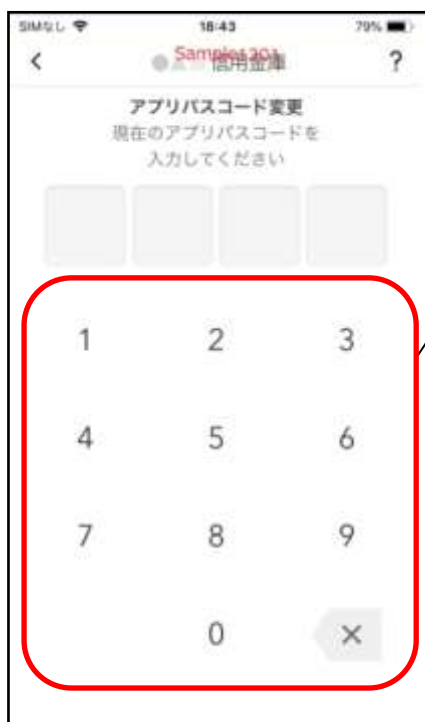 SIMなし 18:43 79%
< 信用金庫 ?
アプリパスコード変更
現在のアプリパスコードを
入力してください
1 2 3
4 5 6
7 8 9
0 ×